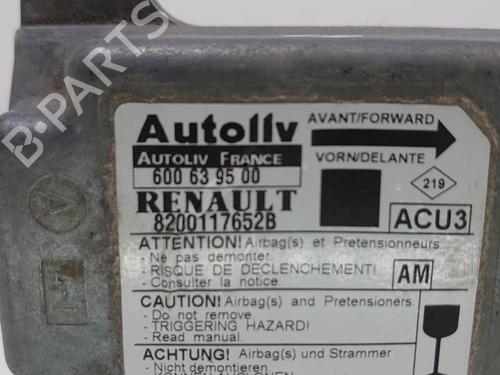 B-PARTS
Autoliv
AVANT/FORWARD
AUTOLIV FRANCE
VORN/DELANTE
600 63 95 00
219
RENAULT
8200117652B
ACU3
ATTENTION! Airbag(s) et Pretensionneurs
- Ne pas demonter.
- RISQUE DE DECLENCHEMENT!
- Consulter la notice.
AM
CAUTION! Airbag(s) and Pretensioners.
- Do not remove.
- TRIGGERING HAZARD!
- Read manual.
ACHTUNG! Airbag(s) und Strammer
- Nicht demontieren.